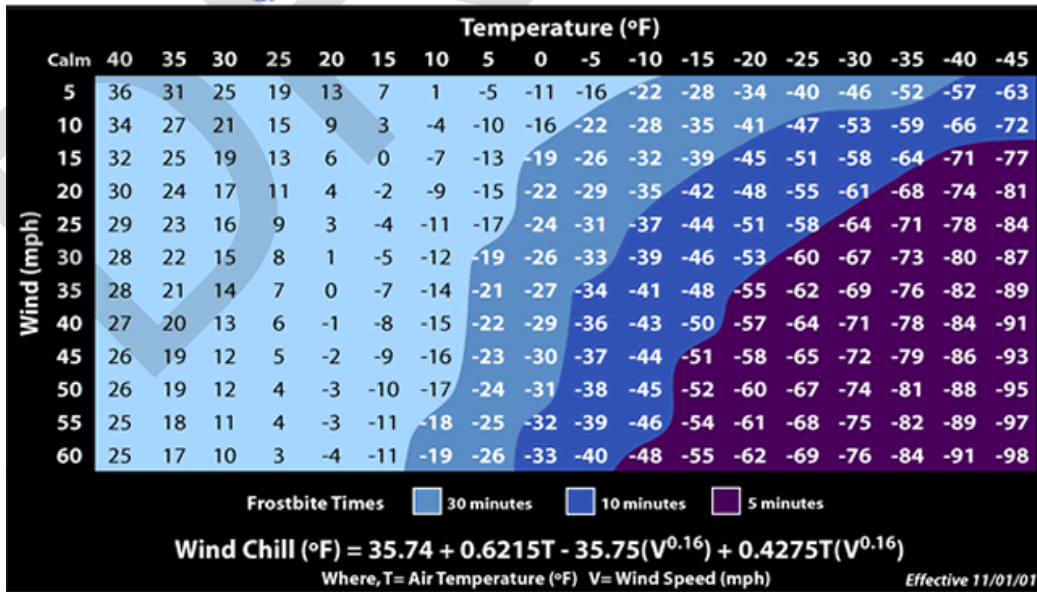 Temperature (ºF)
Calm 40 35 30 25 20 15 10 5 0 -5 -10 -15 -20 -25 -30 -35 -40 -45
Wind (mph)
5 36 31 25 19 13 7 1 -5 -11 -16 -22 -28 -34 -40 -46 -52 -57 -63
10 34 27 21 15 9 3 -4 -10 -16 -22 -28 -35 -41 -47 -53 -59 -66 -72
15 32 25 19 13 6 0 -7 -13 -19 -26 -32 -39 -45 -51 -58 -64 -71 -77
20 30 24 17 11 4 -2 -9 -15 -22 -29 -35 -42 -48 -55 -61 -68 -74 -81
25 29 23 16 9 3 -4 -11 -17 -24 -31 -37 -44 -51 -58 -64 -71 -78 -84
30 28 22 15 8 1 -5 -12 -19 -26 -33 -39 -46 -53 -60 -67 -73 -80 -87
35 28 21 14 7 0 -7 -14 -21 -27 -34 -41 -48 -55 -62 -69 -76 -82 -89
40 27 20 13 6 -1 -8 -15 -22 -29 -36 -43 -50 -57 -64 -71 -78 -84 -91
45 26 19 12 5 -2 -9 -16 -23 -30 -37 -44 -51 -58 -65 -72 -79 -86 -93
50 26 19 12 4 -3 -10 -17 -24 -31 -38 -45 -52 -60 -67 -74 -81 -88 -95
55 25 18 11 4 -3 -11 -18 -25 -32 -39 -46 -54 -61 -68 -75 -82 -89 -97
60 25 17 10 3 -4 -11 -19 -26 -33 -40 -48 -55 -62 -69 -76 -84 -91 -98
Frostbite Times 30 minutes 10 minutes 5 minutes
Wind Chill (ºF) = 35.74 + 0.6215T - 35.75(V^0.16) + 0.4275T(V^0.16)
Where, T= Air Temperature (ºF) V= Wind Speed (mph) Effective 11/01/01